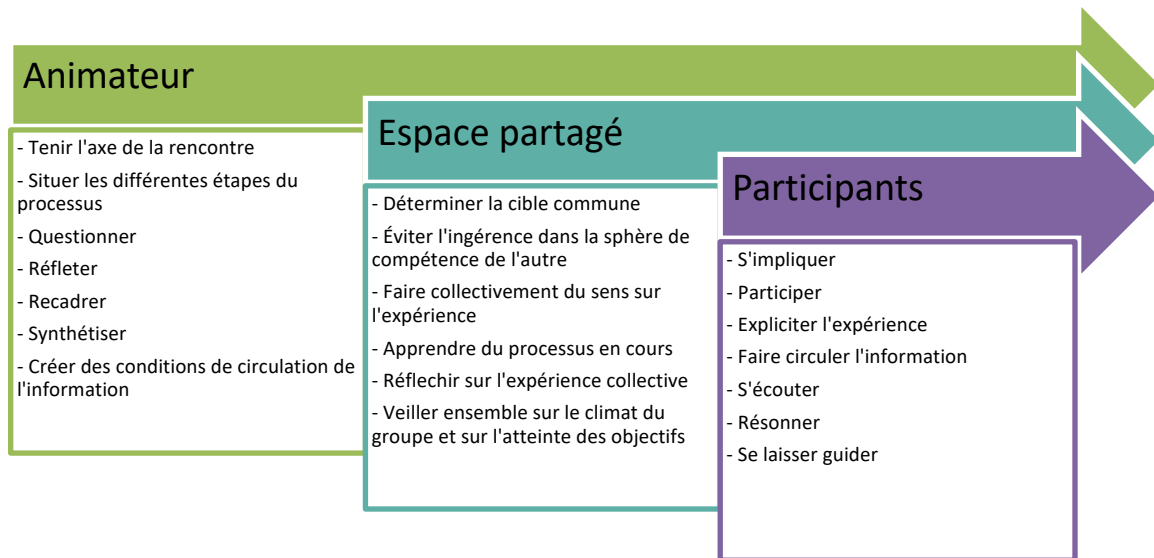 Animateur
- Tenir l'axe de la rencontre
- Situer les différentes étapes du
processus
- Questionner
- Réfleter
- Recadrer
- Synthétiser
- Créer des conditions de circulation de
l'information
Espace partagé
- Déterminer la cible commune
- Éviter l'ingérence dans la sphère de
compétence de l'autre
- Faire collectivement du sens sur
l'expérience
- Apprendre du processus en cours
- Réflechir sur l'expérience collective
- Veiller ensemble sur le climat du
groupe et sur l'atteinte des objectifs
Participants
- S'impliquer
- Participer
- Expliciter l'expérience
- Faire circuler l'information
- S'écouter
- Résonner
- Se laisser guider